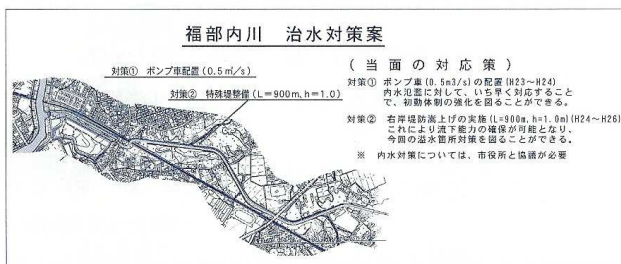 福部内川　治水対策案
対策① ポンプ車配置(0.5㎥/s)
対策② 特殊堤整備(L=900m、h=1.0)
(当面の対応策)
対策① ポンプ車(0.5m3/s)の配置(H23～H24)
内水氾濫に対して、いち早く対応すること
で、初動体制の強化を図ることができる。
対策② 右岸堤防嵩上げの実施(L=900m、h=1.0m)(H24～H26)
これにより流下能力の確保が可能となり、
今回の溢水箇所対策を図ることができる。
※ 内水対策については、市役所と協議が必要